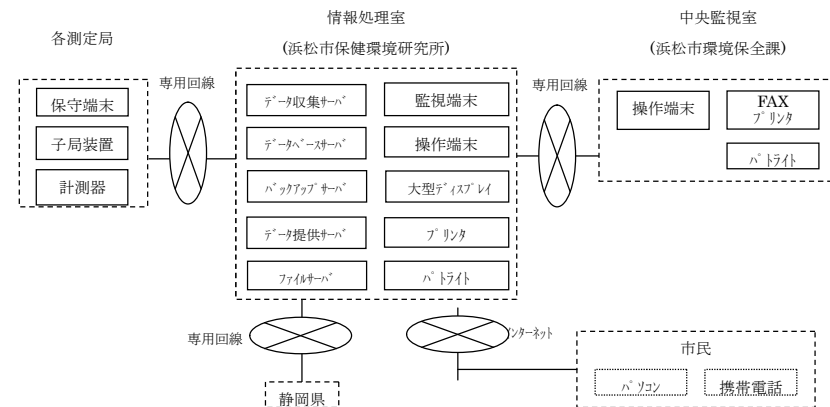 各測定局
保守端末
子局装置
計測器
専用回線
情報処理室
(浜松市保健環境研究所)
ﾃﾞｰﾀ収集ｻｰﾊﾞ
ﾃﾞｰﾀﾍﾞｰｽｻｰﾊﾞ
ﾊﾞｯｸｱｯﾌﾟｻｰﾊﾞ
ﾃﾞｰﾀ提供ｻｰﾊﾞ
ﾌｧｲﾙｻｰﾊﾞ
監視端末
操作端末
大型ﾃﾞｨｽﾌﾟﾚｲ
ﾌﾟﾘﾝﾀ
ﾊﾟﾄﾗｲﾄ
専用回線
中央監視室
(浜松市環境保全課)
操作端末
FAX
ﾌﾟﾘﾝﾀ
ﾊﾟﾄﾗｲﾄ
専用回線
静岡県
ｲﾝﾀｰﾈｯﾄ
市民
ﾊﾟｿｺﾝ
携帯電話